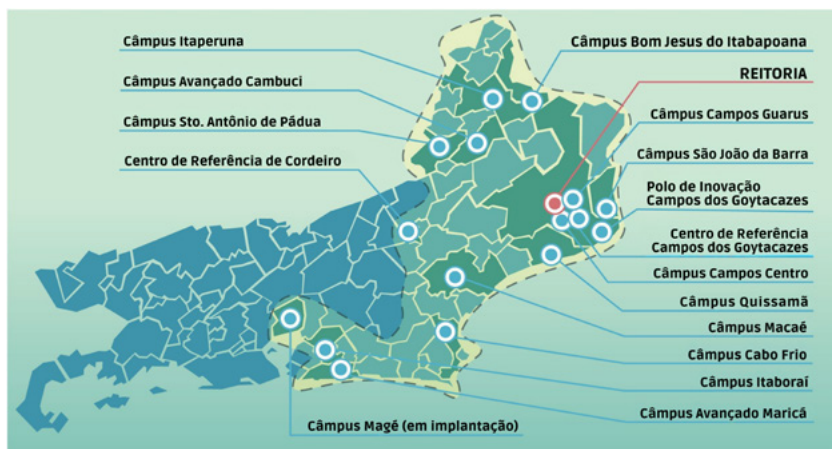 Câmpus Itaperuna
Câmpus Avançado Cambuci
Câmpus Sto. Antônio de Pádua
Centro de Referência de Cordeiro
Câmpus Bom Jesus do Itabapoana
REITORIA
Câmpus Campos Guarus
Câmpus São João da Barra
Polo de Inovação
Campos dos Goytacazes
Centro de Referência
Campos dos Goytacazes
Câmpus Campos Centro
Câmpus Quissamã
Câmpus Macaé
Câmpus Cabo Frio
Câmpus Itaboraí
Câmpus Avançado Maricá
Câmpus Magé (em implantação)